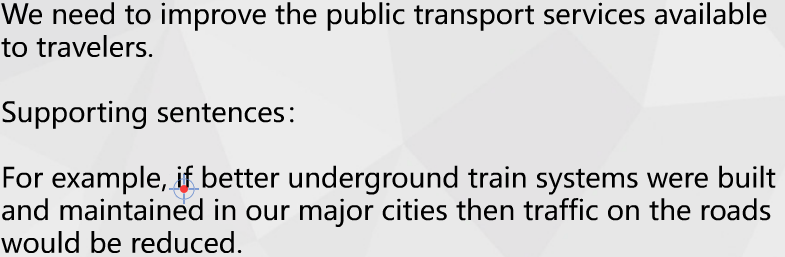 We need to improve the public transport services available
to travelers.
Supporting sentences:
For example, if better underground train systems were built
and maintained in our major cities then traffic on the roads
would be reduced.